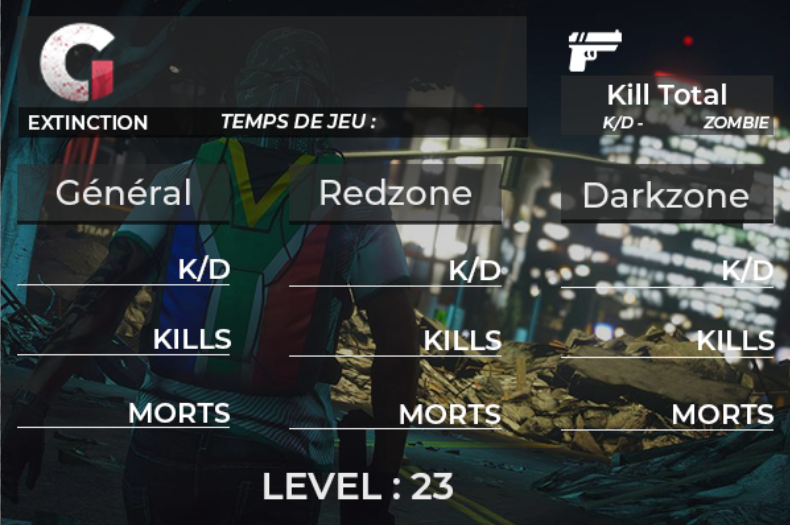 G
EXTINCTION
TEMPS DE JEU :
Kill Total
K/D - ZOMBIE
Général
Redzone
Darkzone
K/D
K/D
K/D
KILLS
KILLS
KILLS
MORTS
MORTS
MORTS
LEVEL : 23